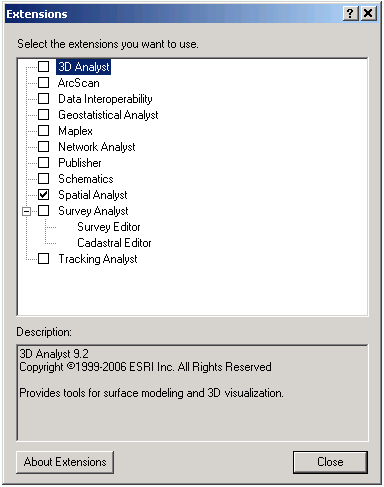 Extensions
Select the extensions you want to use.
3D Analyst
ArcScan
Data Interoperability
Geostatistical Analyst
Maplex
Network Analyst
Publisher
Schematics
Spatial Analyst
Survey Analyst
Survey Editor
Cadastral Editor
Tracking Analyst
Description:
3D Analyst 9.2
Copyright ©1999-2006 ESRI Inc. All Rights Reserved
Provides tools for surface modeling and 3D visualization.
About Extensions
Close